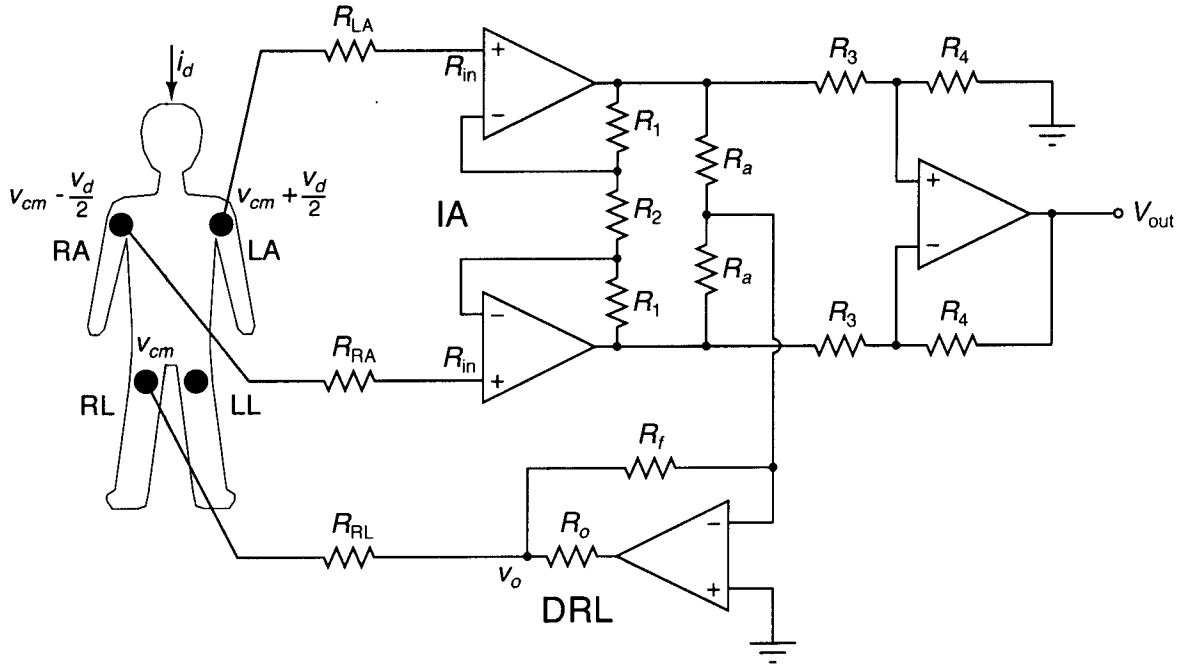 R_LA
R_3
R_4
i_d
R_in
+
−
R_1
R_a
v_cm - v_d/2
v_cm + v_d/2
IA
R_2
+
V_out
RA
LA
−
R_a
−
R_1
R_3
R_4
v_cm
R_RA
R_in
+
RL
LL
R_f
R_RL
R_o
−
v_o
+
DRL